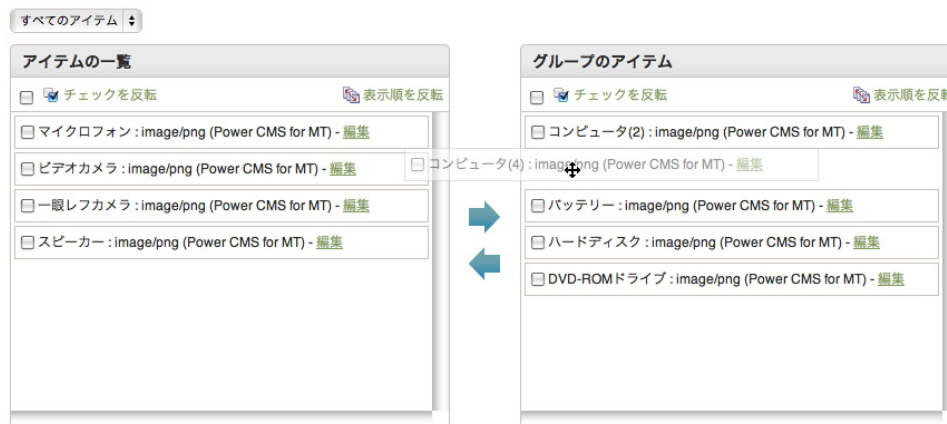 すべてのアイテム
アイテムの一覧
チェックを反転 表示順を反転
マイクロフォン : image/png (Power CMS for MT) - 編集
ビデオカメラ : image/png (Power CMS for MT) - 編集
一眼レフカメラ : image/png (Power CMS for MT) - 編集
スピーカー : image/png (Power CMS for MT) - 編集
グループのアイテム
チェックを反転 表示順を反
コンピュータ(2) : image/png (Power CMS for MT) - 編集
コンピュータ(4) : image/png (Power CMS for MT) - 編集
バッテリー : image/png (Power CMS for MT) - 編集
ハードディスク : image/png (Power CMS for MT) - 編集
DVD-ROMドライブ : image/png (Power CMS for MT) - 編集